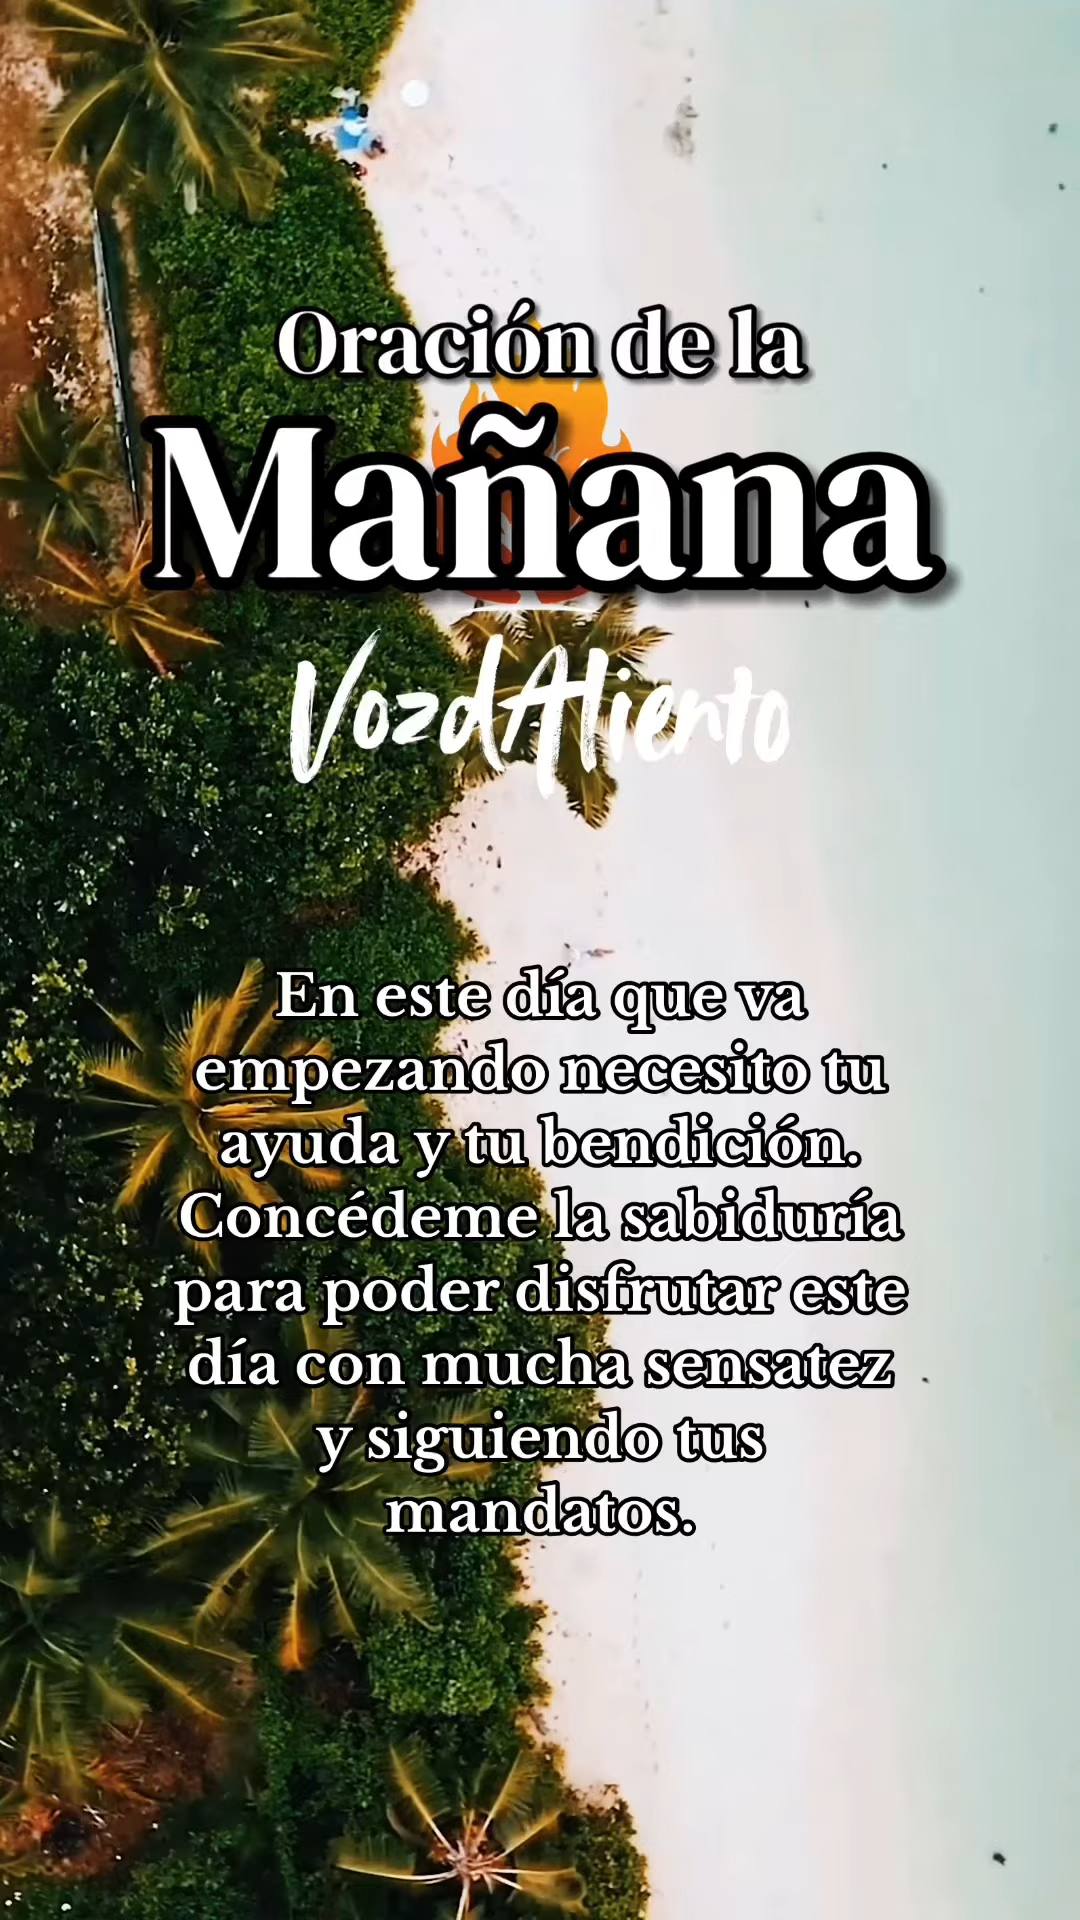 Oración de la
Mañana
VozdAliento
En este día que va
empezando necesito tu
ayuda y tu bendición.
Concédeme la sabiduría
para poder disfrutar este
día con mucha sensatez
y siguiendo tus
mandatos.